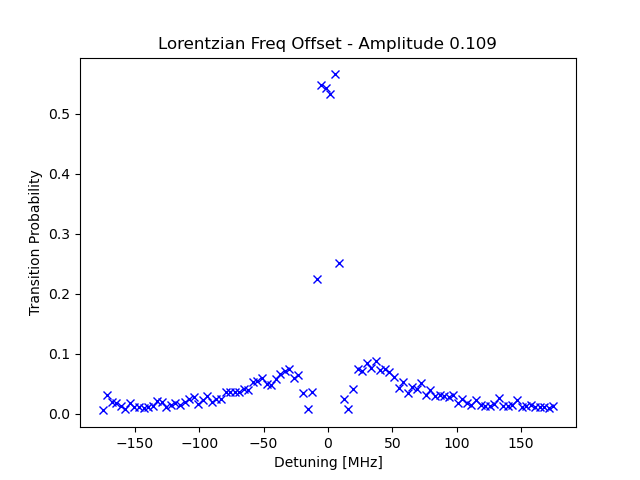 Lorentzian Freq Offset - Amplitude 0.109
Transition Probability
0.5
0.4
0.3
0.2
0.1
0.0
−150 −100 −50 0 50 100 150
Detuning [MHz]